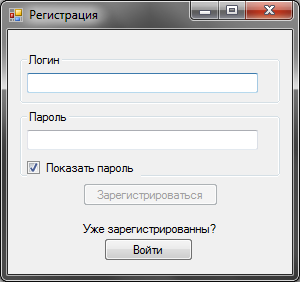 Регистрация
Логин
Пароль
Показать пароль
Зарегистрироваться
Уже зарегистрированны?
Войти